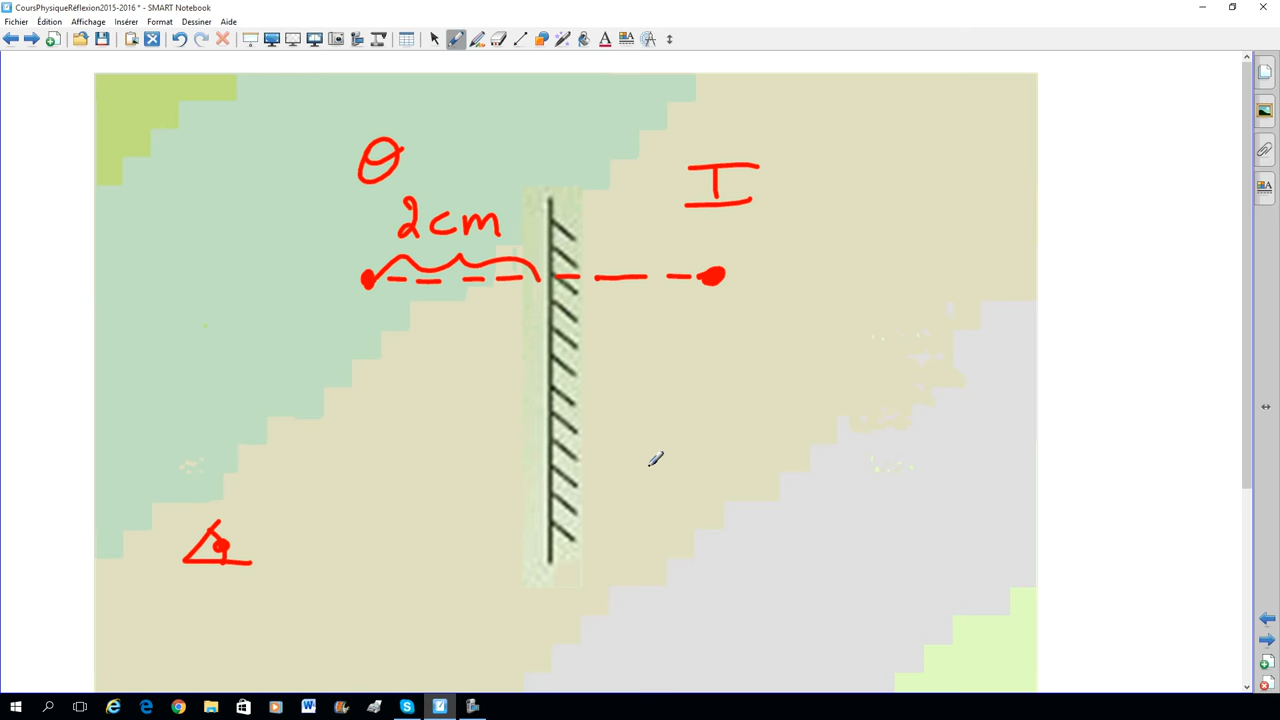 CoursPhysiqueRéflexion2015-2016 * - SMART Notebook
Fichier Édition Affichage Insérer Format Dessiner Aide
O
I
2cm